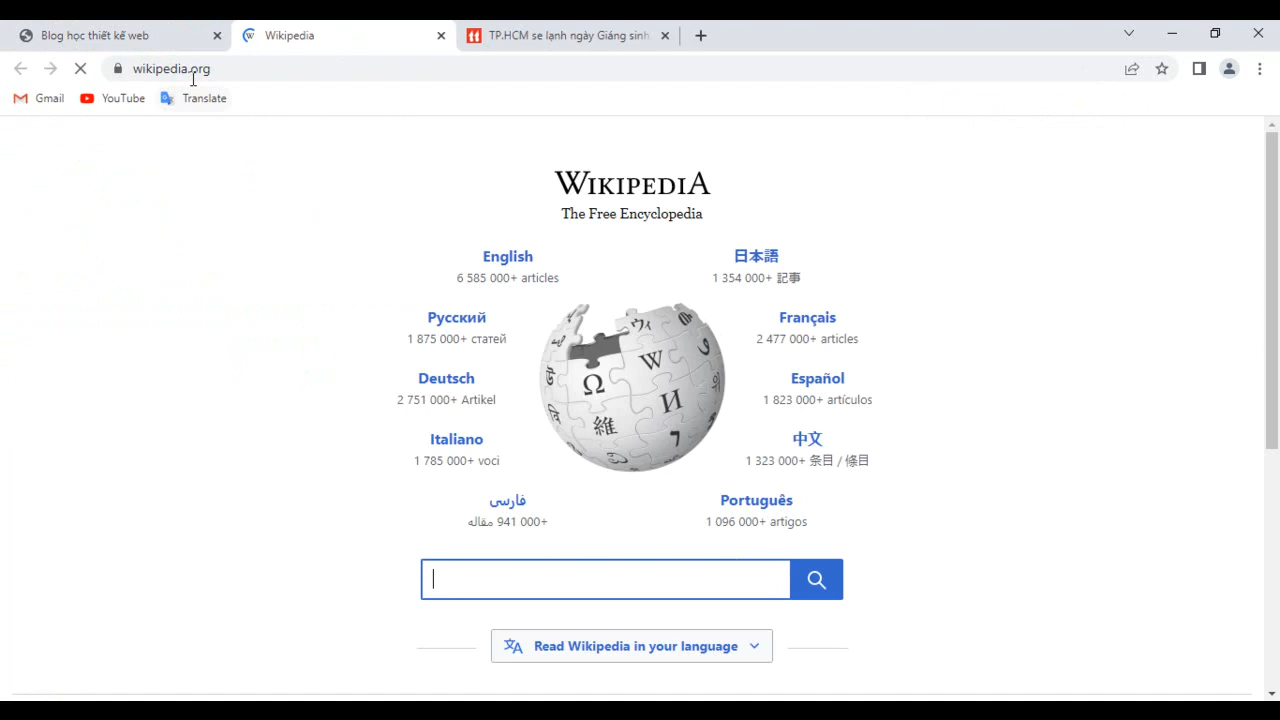 Blog học thiết kế web
Wikipedia
TP.HCM se lạnh ngày Giáng sinh
wikipedia.org
Gmail
YouTube
Translate
WIKIPEDIA
The Free Encyclopedia
English
6 585 000+ articles
日本語
1 354 000+ 記事
Русский
1 875 000+ статей
Français
2 477 000+ articles
Deutsch
2 751 000+ Artikel
Español
1 823 000+ artículos
Italiano
1 785 000+ voci
中文
1 323 000+ 条目 / 條目
فارسی
941 000+ مقاله
Português
1 096 000+ artigos
Ω
W
И
維
ウィ
Read Wikipedia in your language